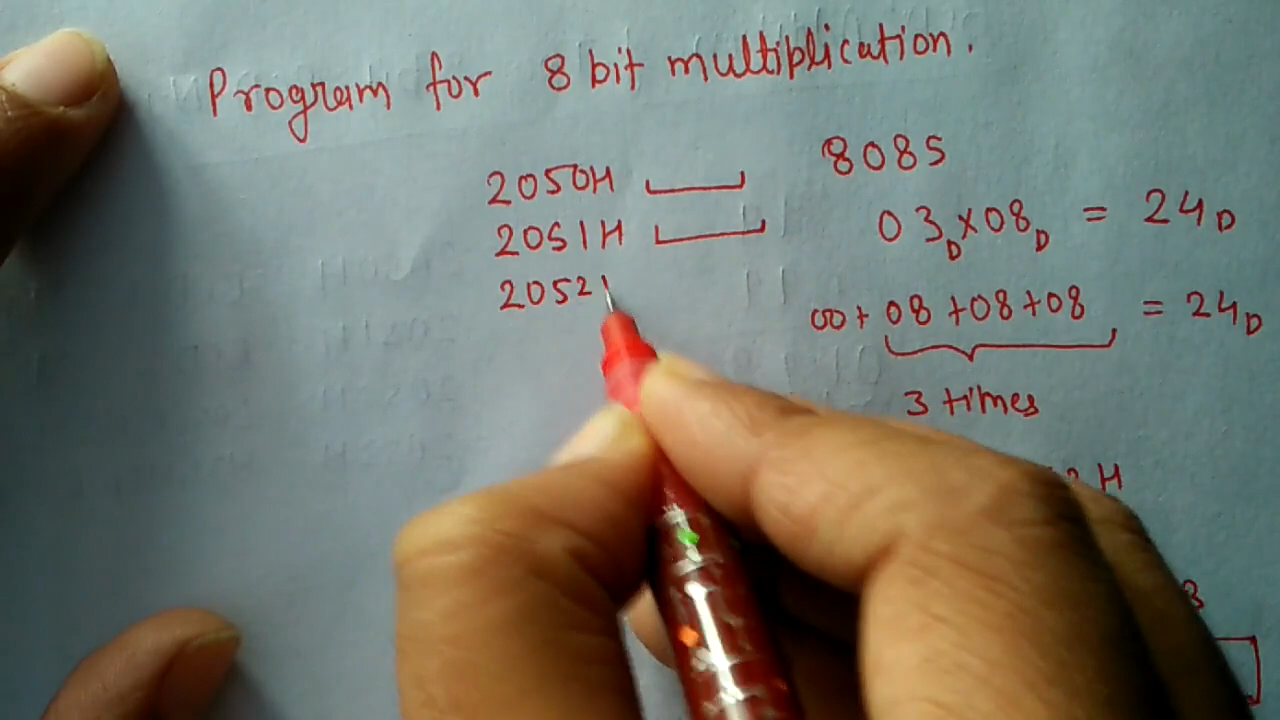 Program for 8 bit multiplication.
8085
2050H
2051H
03D × 08D = 24D
2052
00 + 08 + 08 + 08 = 24D
3 times
H